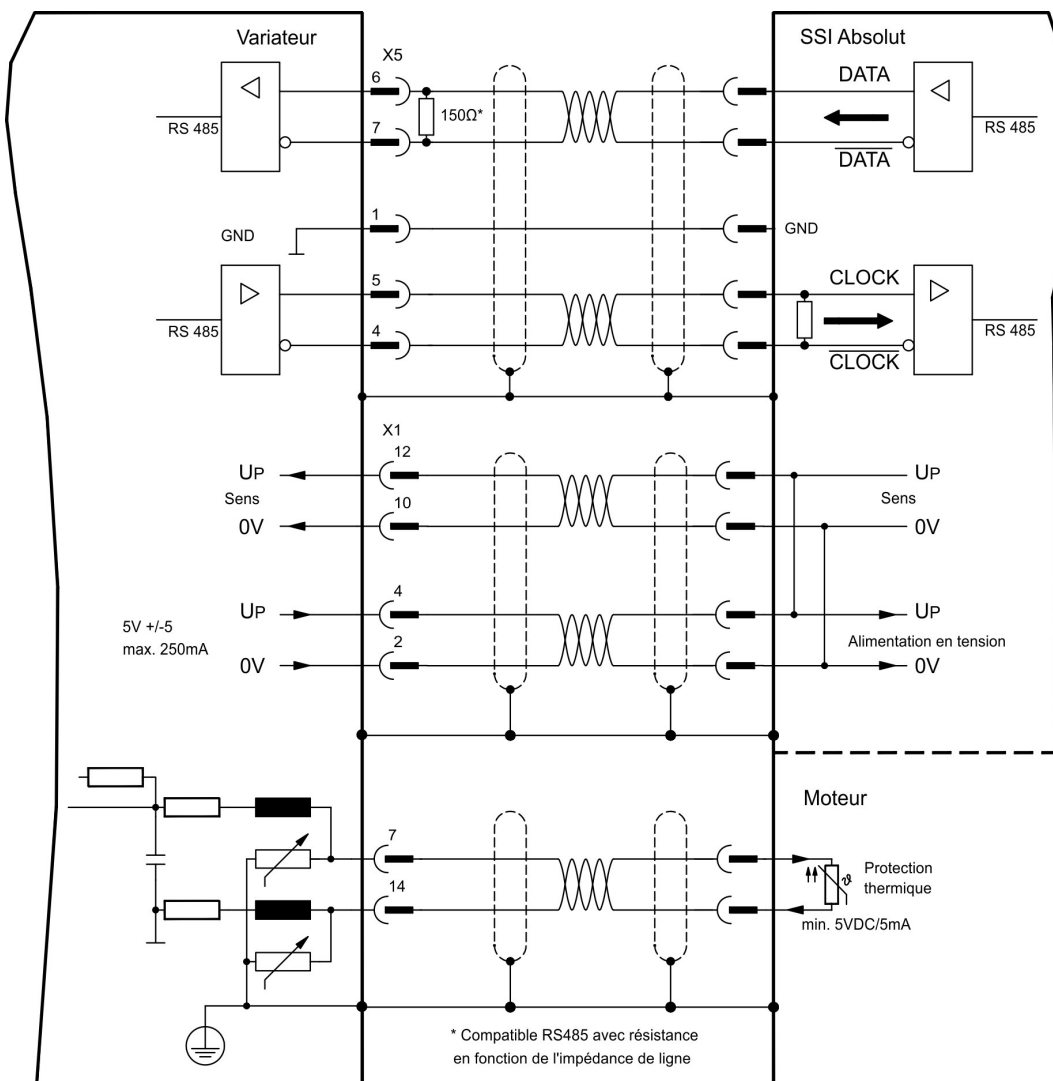 Variateur
SSI Absolut
X5
6
DATA
150Ω*
RS 485
RS 485
7
DATA
1
GND
GND
5
CLOCK
RS 485
RS 485
4
CLOCK
X1
12
UP
UP
Sens
Sens
10
0V
0V
4
UP
UP
5V +/-5
max. 250mA
Alimentation en tension
2
0V
0V
Moteur
7
Protection
thermique
ϑ
14
min. 5VDC/5mA
* Compatible RS485 avec résistance
en fonction de l'impédance de ligne